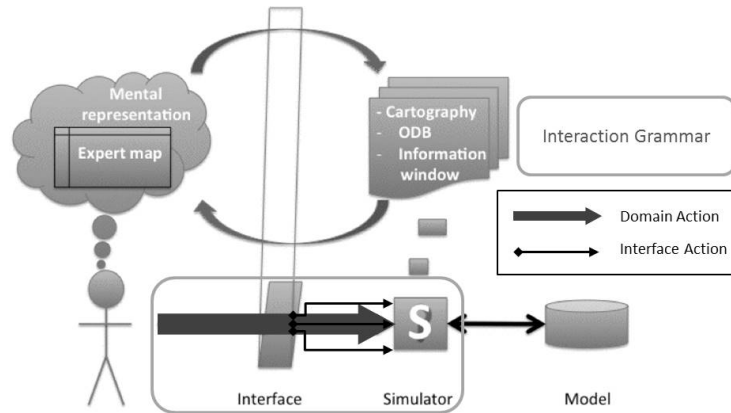 Mental
representation
Expert map
- Cartography
- ODB
- Information
window
Interaction Grammar
Domain Action
Interface Action
S
Interface
Simulator
Model